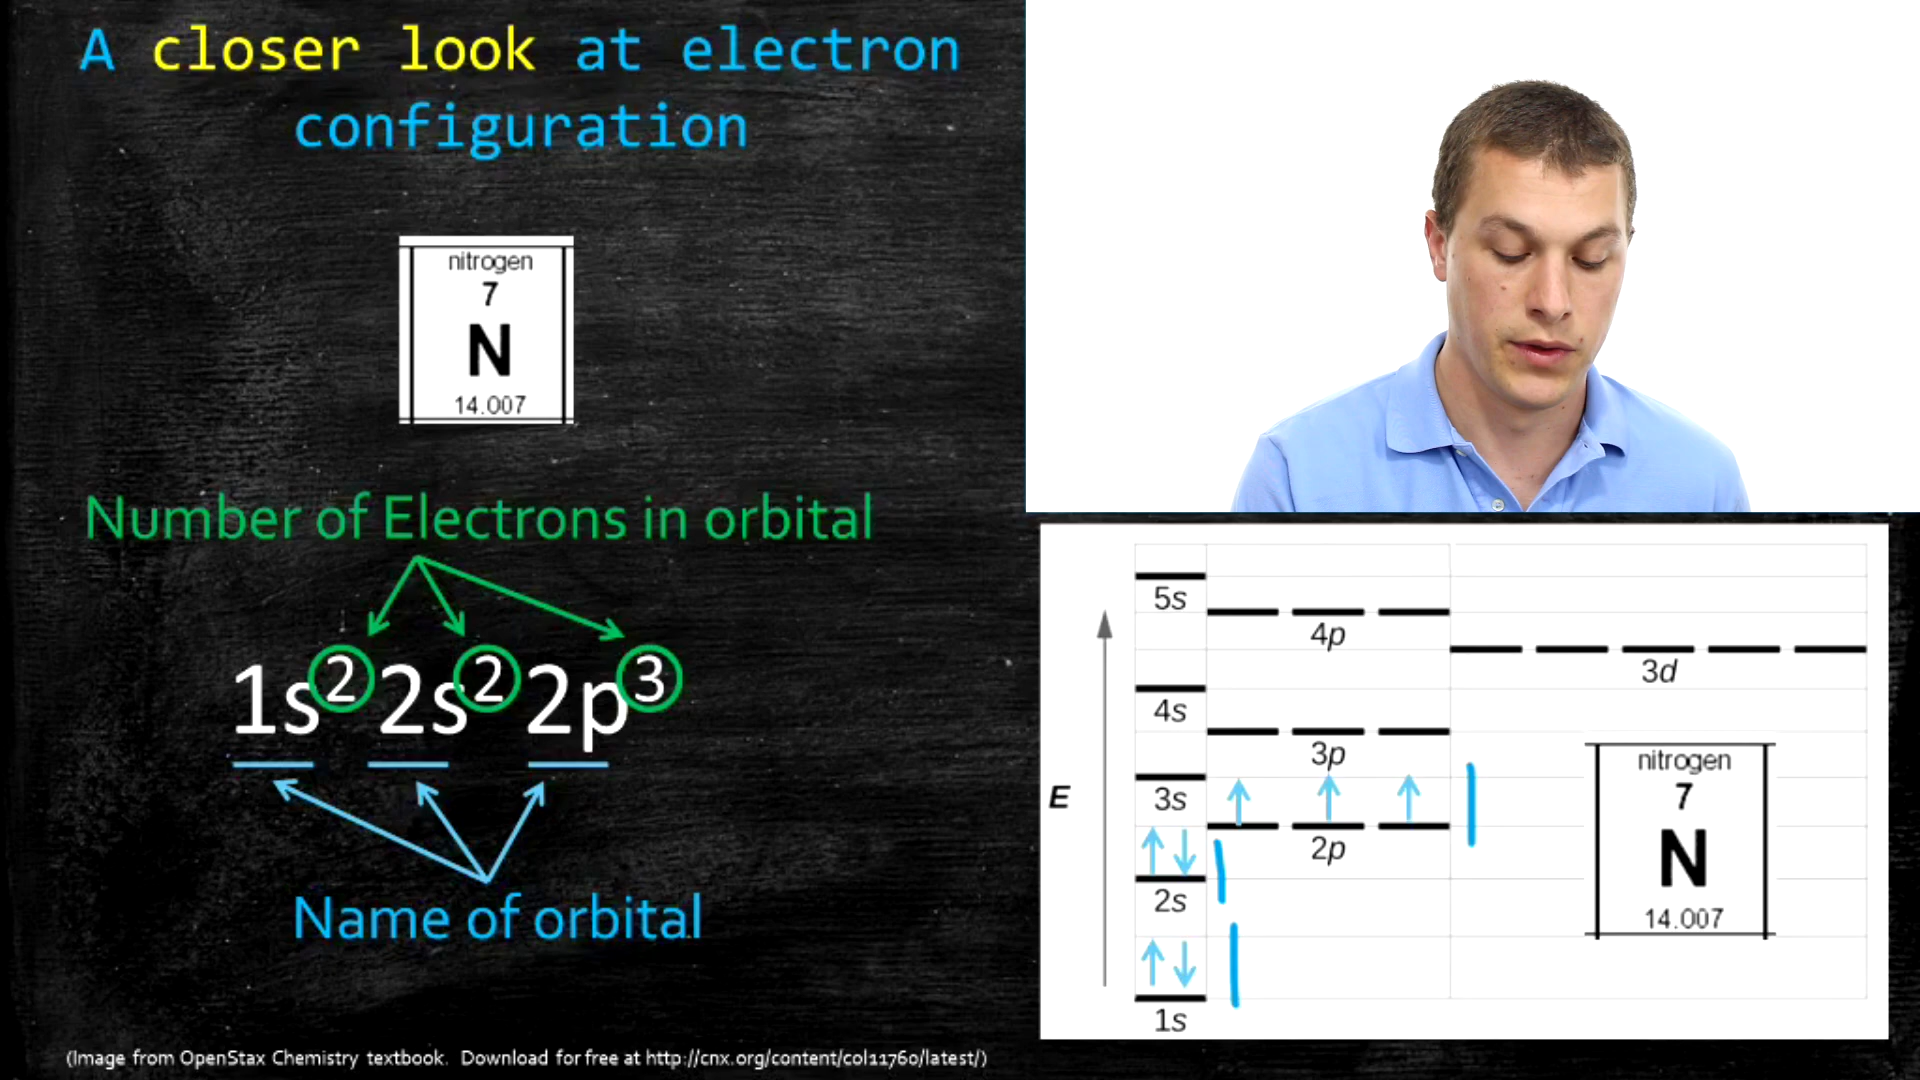 A closer look at electron
configuration
nitrogen
7
N
14.007
Number of Electrons in orbital
1s² 2s² 2p³
Name of orbital
(Image from OpenStax Chemistry textbook. Download for free at http://cnx.org/content/col11760/latest/)
5s
4p
3d
4s
3p
E
3s
2p
2s
1s
nitrogen
7
N
14.007